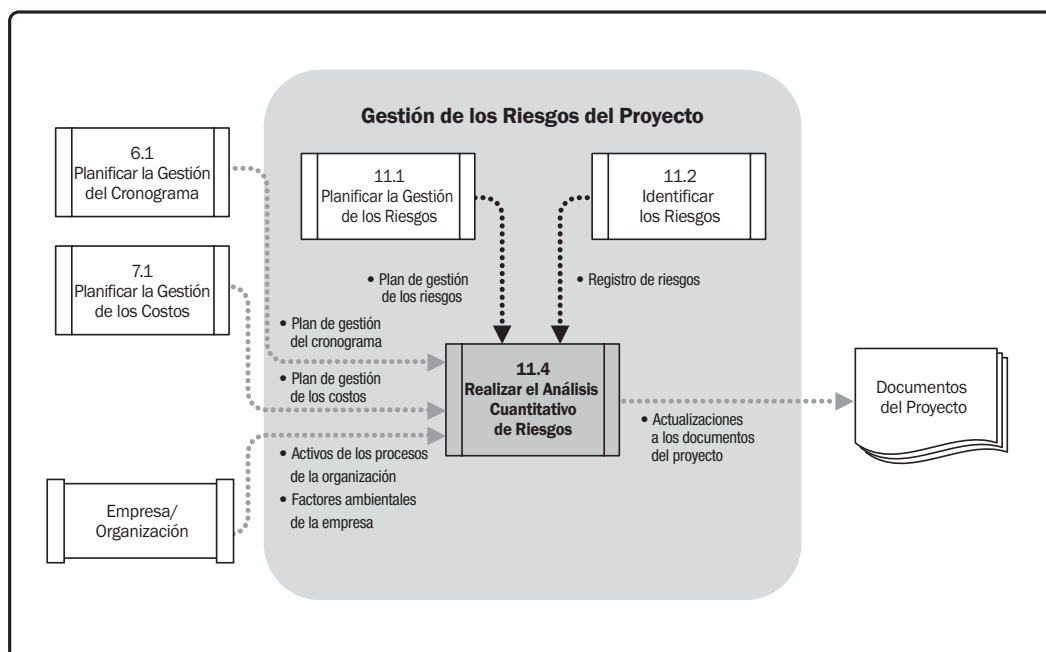 Gestión de los Riesgos del Proyecto
6.1
Planificar la Gestión
del Cronograma
11.1
Planificar la Gestión
de los Riesgos
11.2
Identificar
los Riesgos
7.1
Planificar la Gestión
de los Costos
• Plan de gestión
de los riesgos
• Registro de riesgos
• Plan de gestión
del cronograma
• Plan de gestión
de los costos
11.4
Realizar el Análisis
Cuantitativo
de Riesgos
Documentos
del Proyecto
• Actualizaciones
a los documentos
del proyecto
• Activos de los procesos
de la organización
• Factores ambientales
de la empresa
Empresa/
Organización